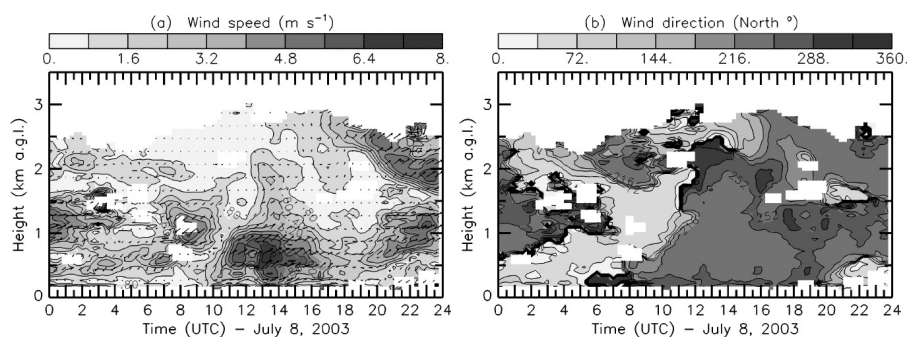 (a) Wind speed (m s⁻¹)
0. 1.6 3.2 4.8 6.4 8.
Height (km a.g.l.)
3
2
1
0
0 2 4 6 8 10 12 14 16 18 20 22 24
Time (UTC) – July 8, 2003
(b) Wind direction (North °)
0. 72. 144. 216. 288. 360.
Height (km a.g.l.)
3
2
1
0
0 2 4 6 8 10 12 14 16 18 20 22 24
Time (UTC) – July 8, 2003